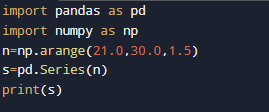 import pandas as pd
import numpy as np
n=np.arange(21.0,30.0,1.5)
s=pd.Series(n)
print(s)